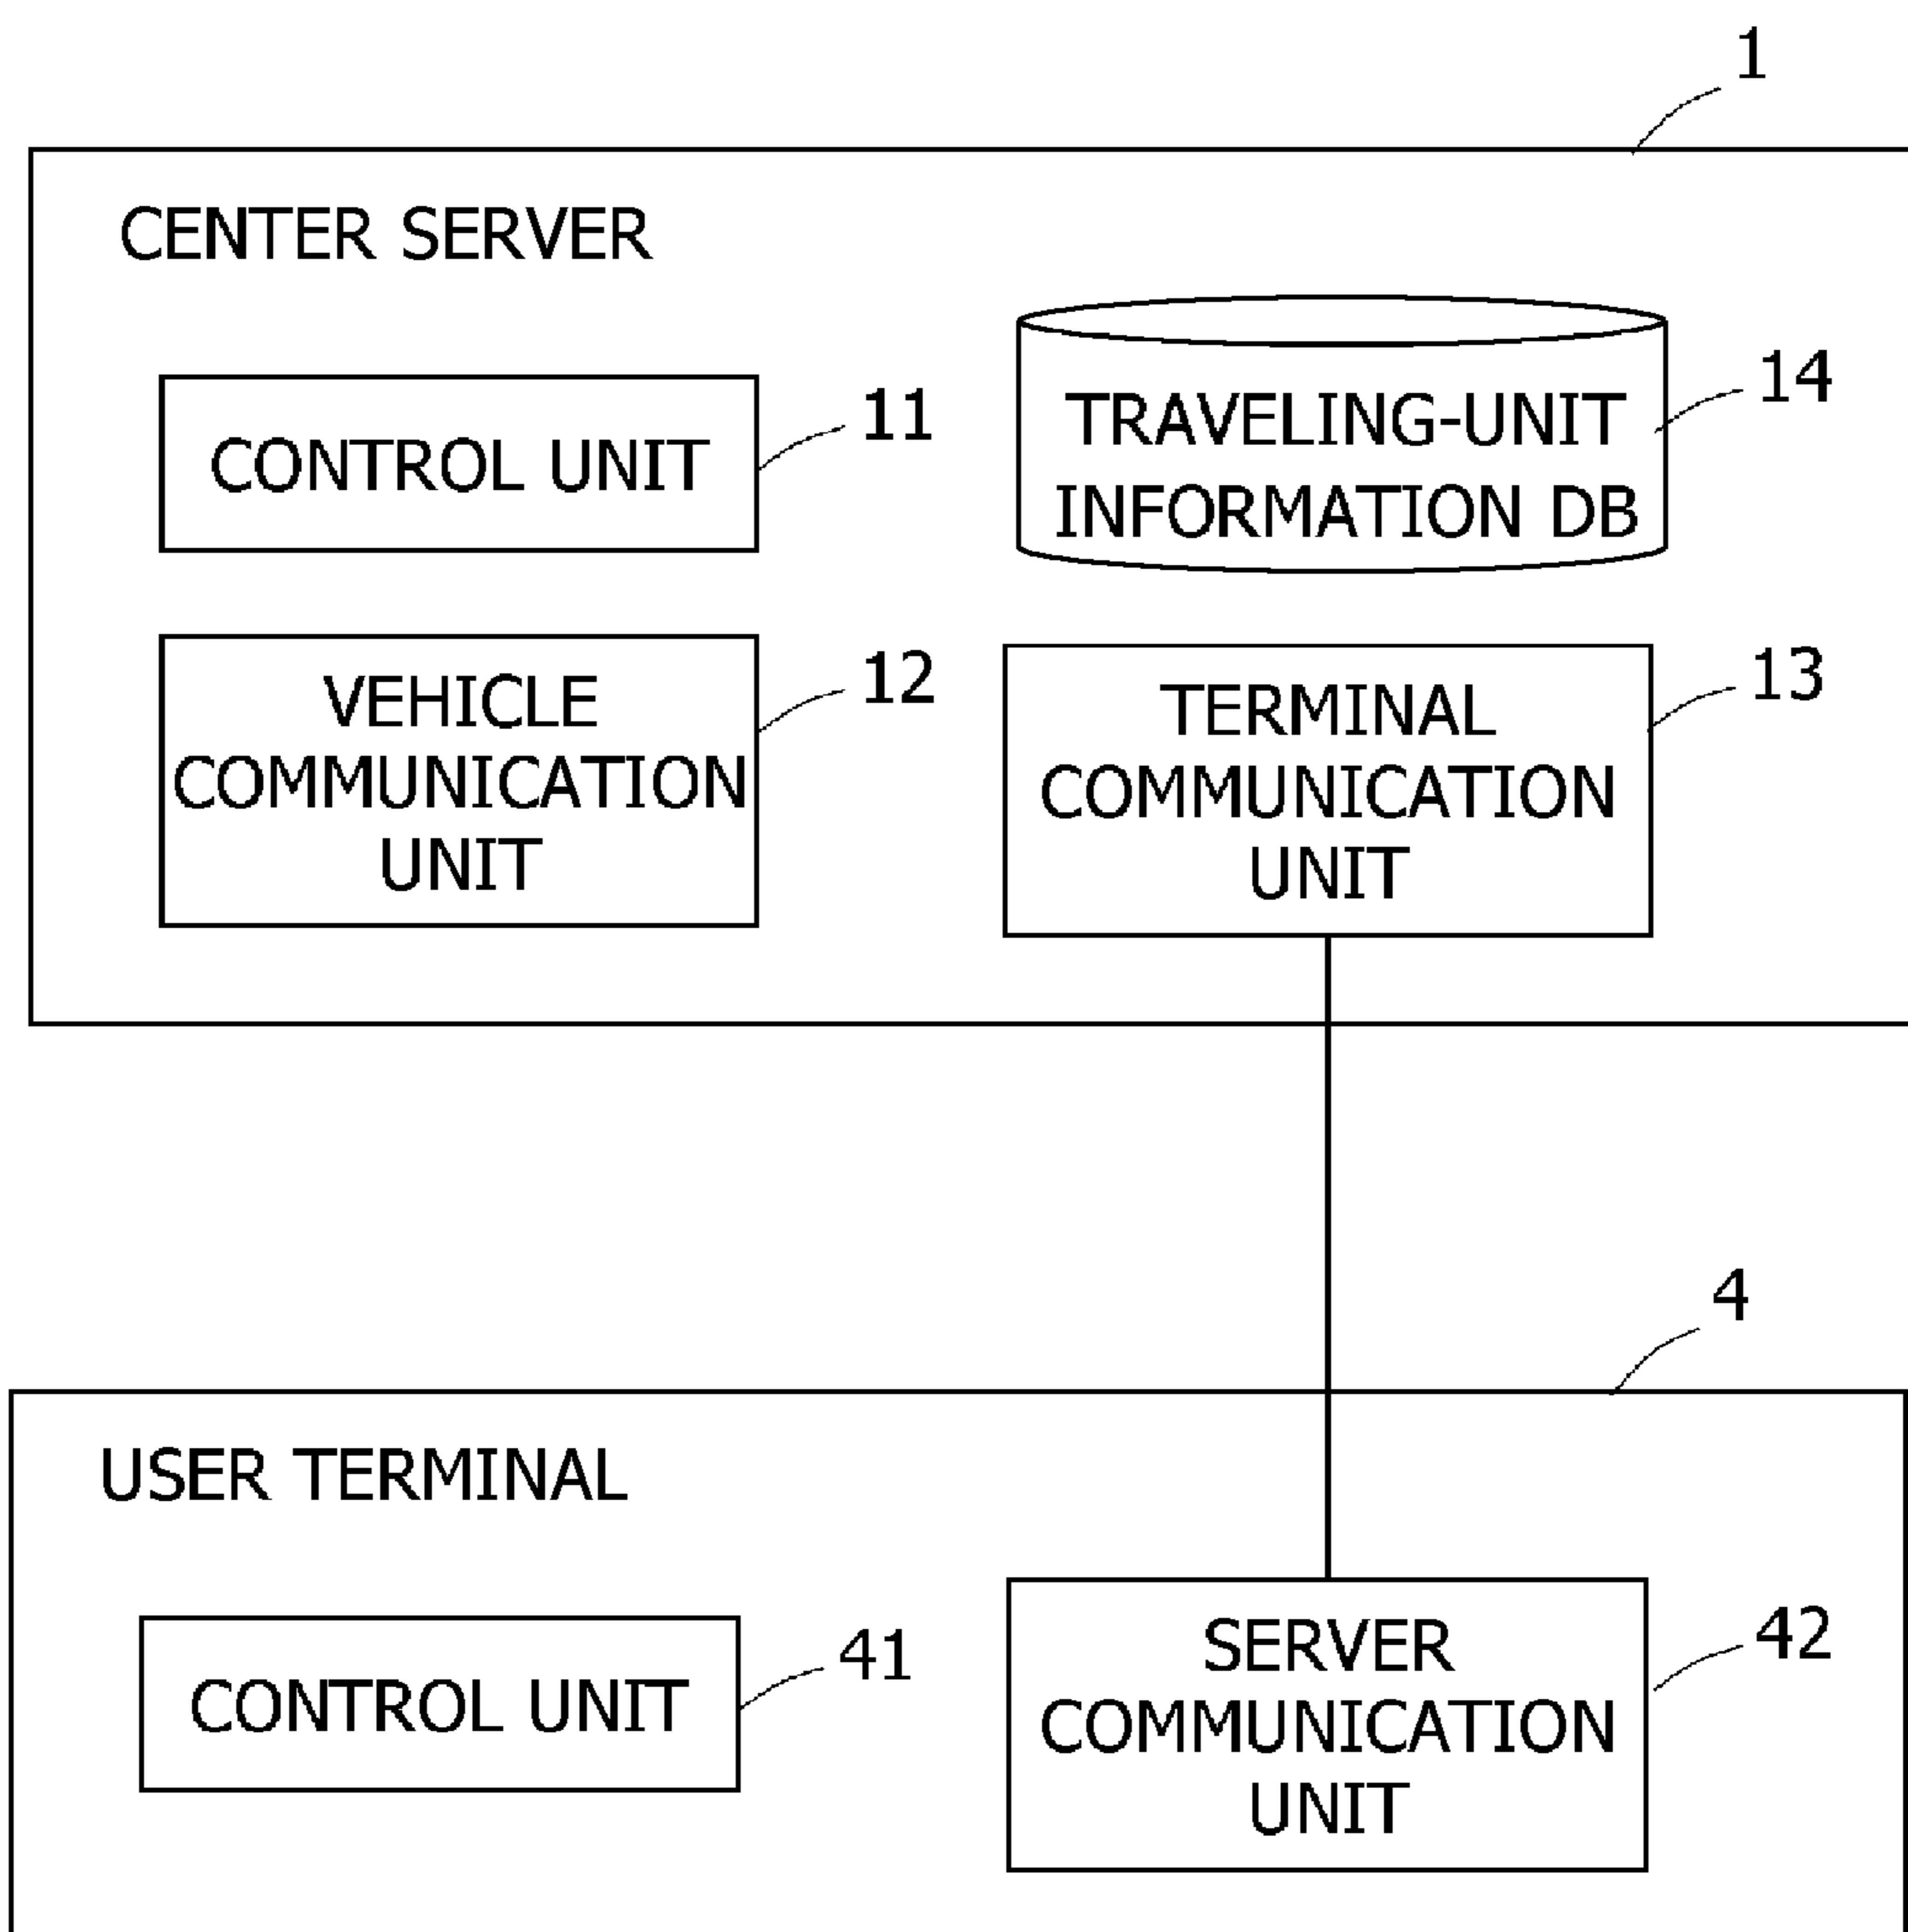 1
CENTER SERVER
CONTROL UNIT
11
TRAVELING-UNIT
INFORMATION DB
14
VEHICLE
COMMUNICATION
UNIT
12
TERMINAL
COMMUNICATION
UNIT
13
4
USER TERMINAL
CONTROL UNIT
41
SERVER
COMMUNICATION
UNIT
42